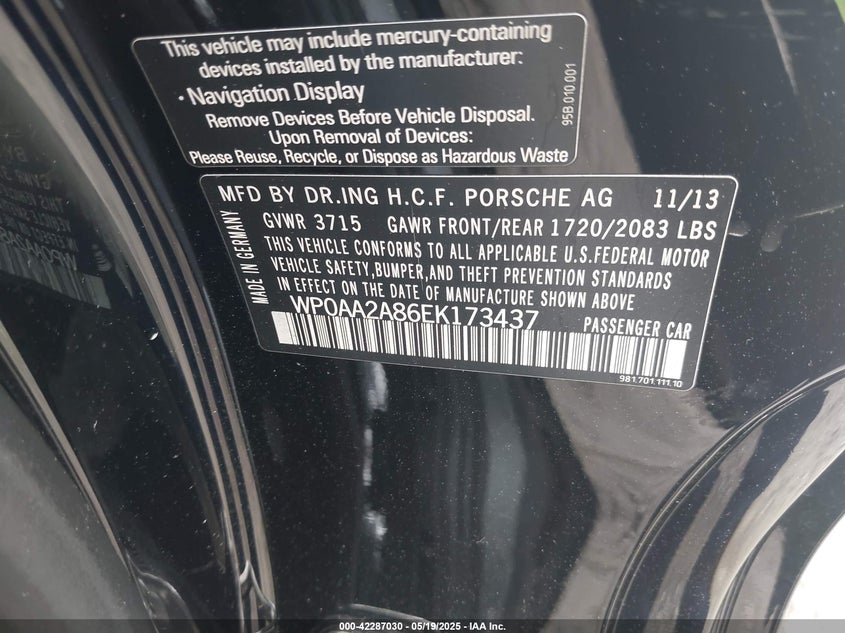 This vehicle may include mercury-containing
devices installed by the manufacturer:
· Navigation Display
Remove Devices Before Vehicle Disposal.
Upon Removal of Devices:
Please Reuse, Recycle, or Dispose as Hazardous Waste
95B.010.001
MFD BY DR.ING H.C.F. PORSCHE AG 11/13
GVWR 3715 GAWR FRONT/REAR 1720/2083 LBS
THIS VEHICLE CONFORMS TO ALL APPLICABLE U.S.FEDERAL MOTOR
VEHICLE SAFETY,BUMPER,AND THEFT PREVENTION STANDARDS
IN EFFECT ON THE DATE OF MANUFACTURE SHOWN ABOVE
MADE IN GERMANY
WP0AA2A86EK173437
PASSENGER CAR
981.701.111.10
000-42287030 - 05/19/2025 - IAA Inc.